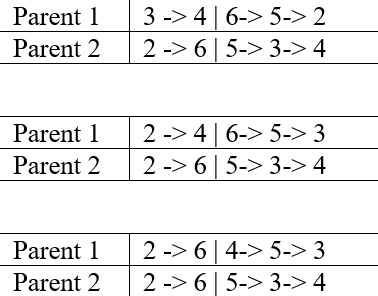 Parent 1 3 -> 4 | 6-> 5-> 2
Parent 2 2 -> 6 | 5-> 3-> 4
Parent 1 2 -> 4 | 6-> 5-> 3
Parent 2 2 -> 6 | 5-> 3-> 4
Parent 1 2 -> 6 | 4-> 5-> 3
Parent 2 2 -> 6 | 5-> 3-> 4